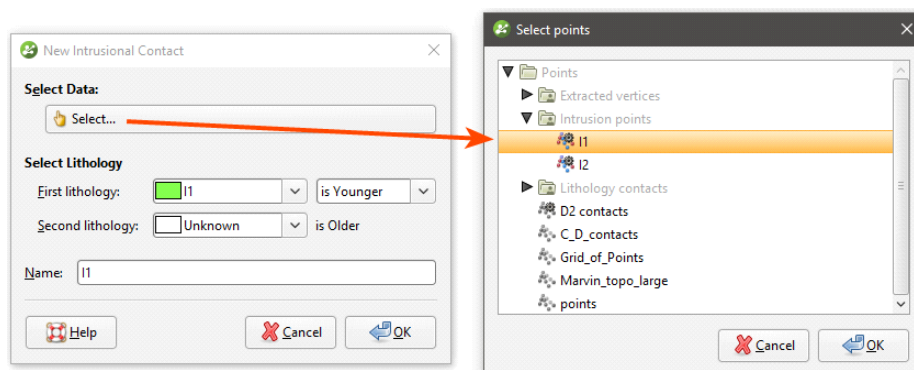 New Intrusional Contact
Select Data:
Select...
Select Lithology
First lithology: I1 is Younger
Second lithology: Unknown is Older
Name: I1
Help Cancel OK
Select points
Points
Extracted vertices
Intrusion points
I1
I2
Lithology contacts
D2 contacts
C_D_contacts
Grid_of_Points
Marvin_topo_large
points
Cancel OK